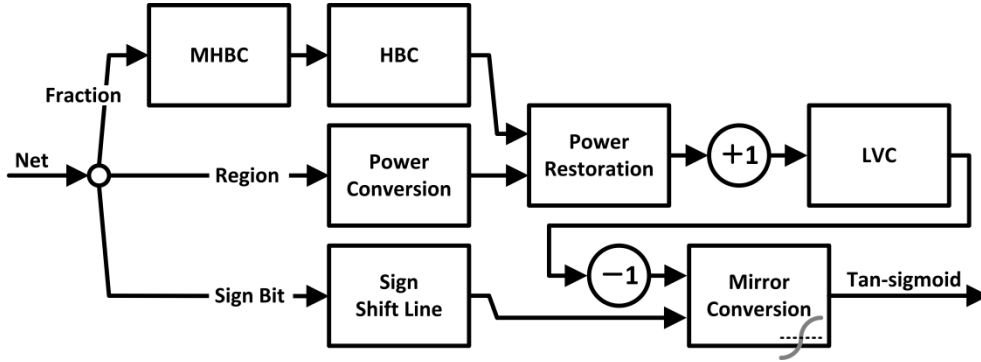 MHBC
HBC
Fraction
Net
Region
Power
Conversion
Power
Restoration
+1
LVC
Sign Bit
Sign
Shift Line
−1
Mirror
Conversion
Tan-sigmoid